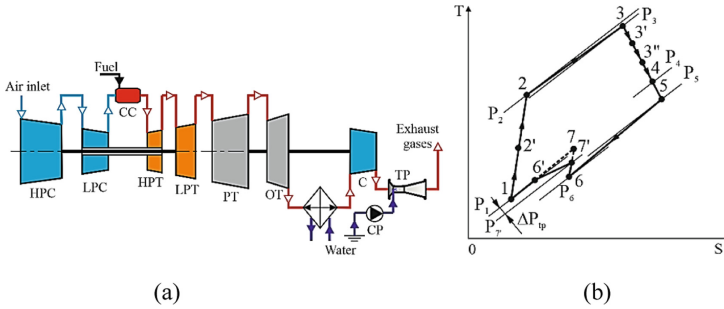 Fuel
Air inlet
CC
Exhaust
gases
TP
C
HPC
LPC
HPT
LPT
PT
OT
CP
Water
(a)
T
3
P3
3'
3"
P4
4
P5
5
2
P2
2'
7
7'
6'
1
6
P6
P1
P7'
ΔPtp
0
S
(b)